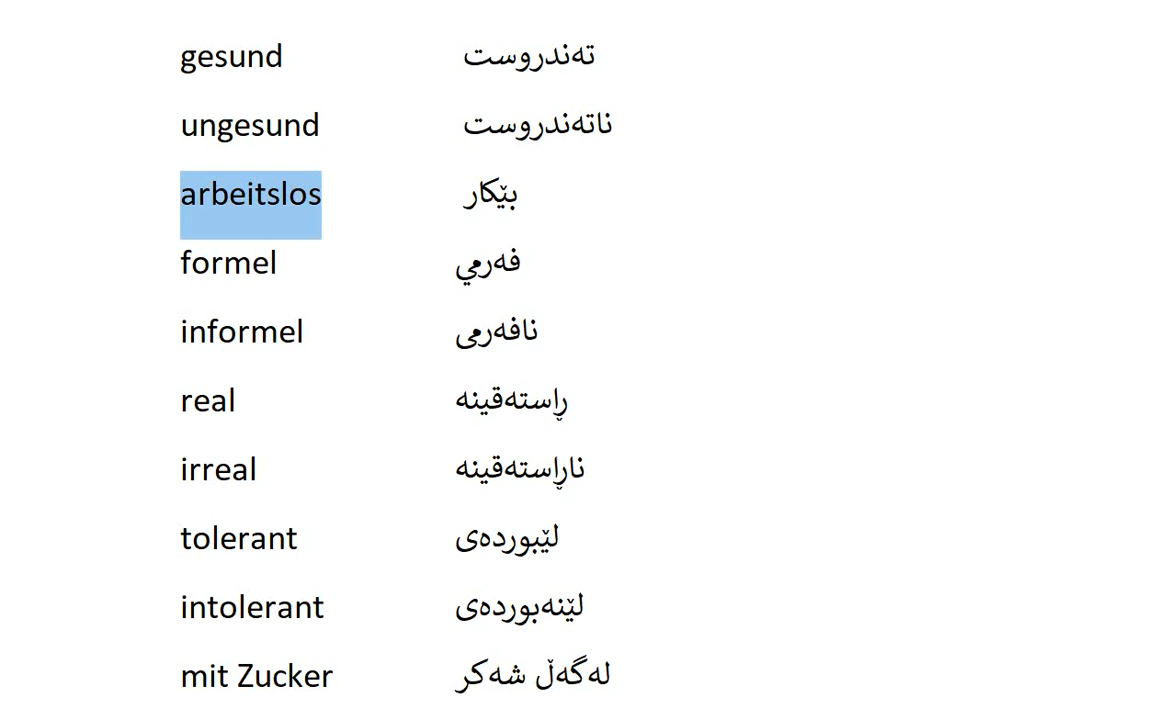 gesund تەندروست
ungesund ناتەندروست
arbeitslos بێکار
formel فەرمي
informel نافەرمی
real ڕاستەقینە
irreal ناڕاستەقینە
tolerant لێبوردەی
intolerant لێنەبوردەی
mit Zucker لەگەڵ شەکر